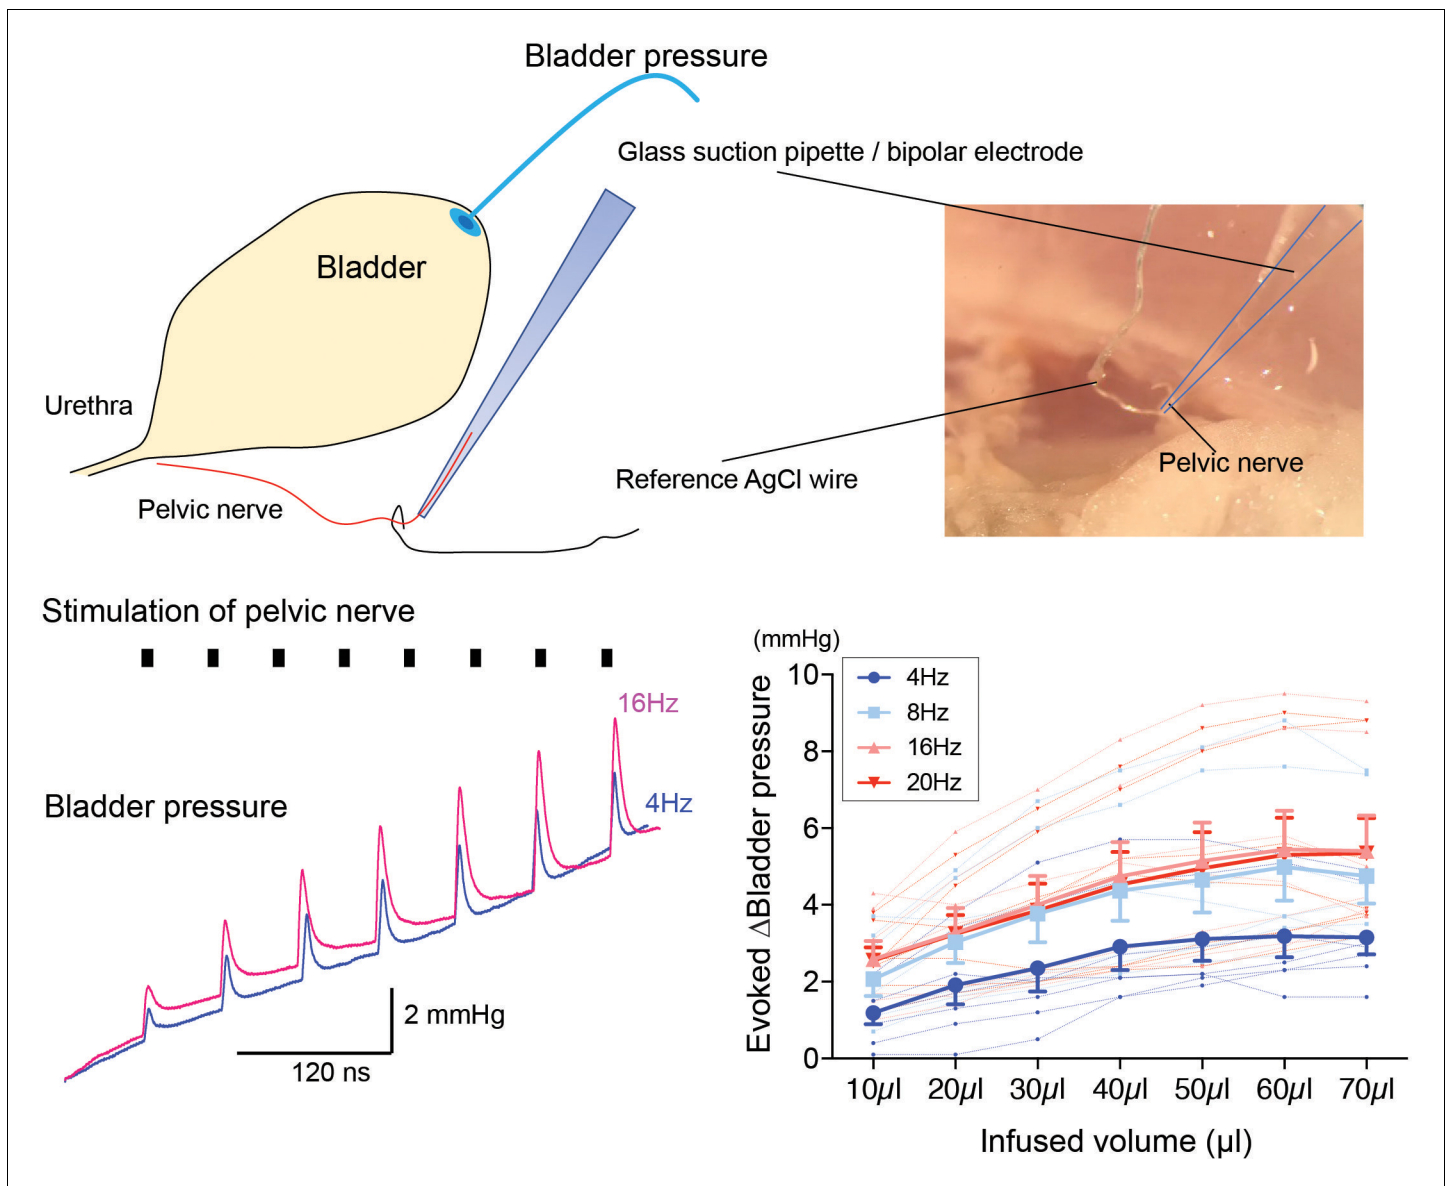 Bladder pressure
Glass suction pipette / bipolar electrode
Bladder
Urethra
Pelvic nerve
Reference AgCl wire
Pelvic nerve
Stimulation of pelvic nerve
16Hz
4Hz
Bladder pressure
2 mmHg
120 ns
(mmHg)
Evoked ΔBladder pressure
10
8
6
4
2
0
4Hz
8Hz
16Hz
20Hz
10µl 20µl 30µl 40µl 50µl 60µl 70µl
Infused volume (µl)